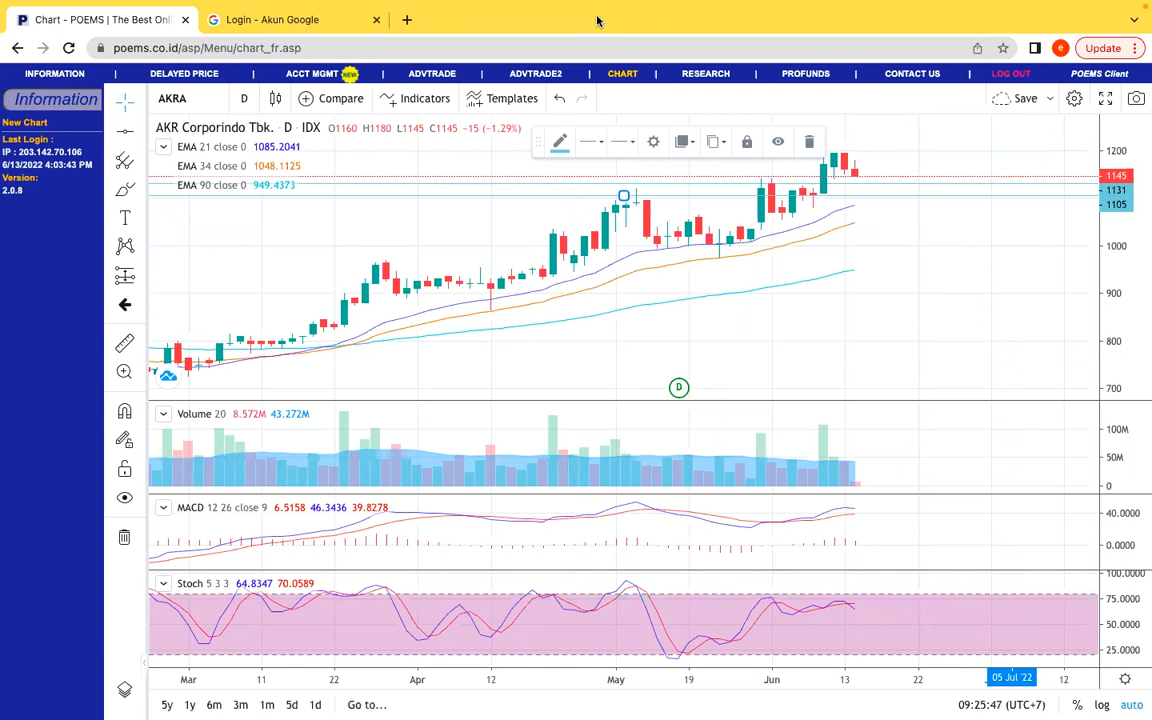 Chart - POEMS | The Best Onli
Login - Akun Google
poems.co.id/asp/Menu/chart_fr.asp
e
Update
INFORMATION | DELAYED PRICE | ACCT MGMT NEW | ADVTRADE | ADVTRADE2 | CHART | RESEARCH | PROFUNDS | CONTACT US | LOG OUT POEMS Client
Information
New Chart
Last Login :
IP : 203.142.70.106
6/13/2022 4:03:43 PM
Version:
2.0.8
AKRA D Compare Indicators Templates Save
AKR Corporindo Tbk. · D · IDX O1160 H1180 L1145 C1145 -15 (-1.29%)
EMA 21 close 0 1085.2041
EMA 34 close 0 1048.1125
EMA 90 close 0 949.4373
1200
1145
1131
1105
1000
900
800
700
D
Volume 20 8.572M 43.272M
100M
50M
0
MACD 12 26 close 9 6.5158 46.3436 39.8278
40.0000
0.0000
Stoch 5 3 3 64.8347 70.0589
100.0000
75.0000
50.0000
25.0000
Mar 11 22 Apr 12 May 19 Jun 13 22 05 Jul '22 12
5y 1y 6m 3m 1m 5d 1d Go to... 09:25:47 (UTC+7) % log auto